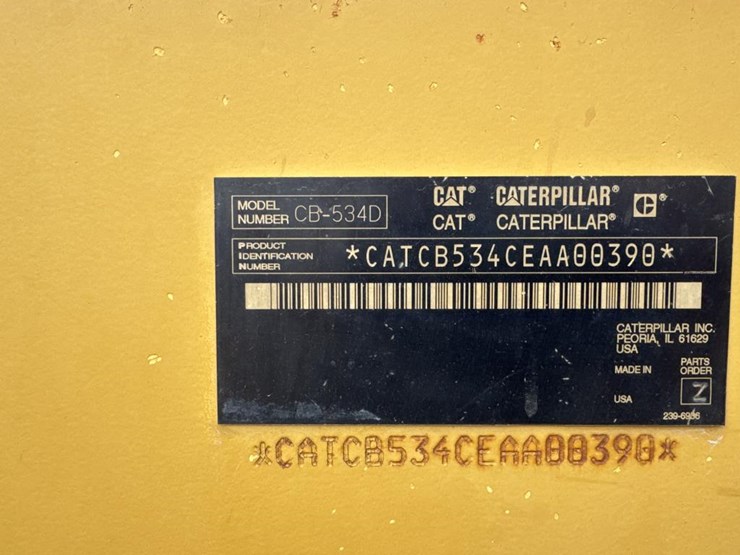 MODEL NUMBER CB-534D
CAT® CATERPILLAR® C®
CAT® CATERPILLAR®
PRODUCT IDENTIFICATION NUMBER *CATCB534CEAA00390*
CATERPILLAR INC.
PEORIA, IL 61629
USA
MADE IN
USA
PARTS ORDER
Z
239-6936
*CATCB534CEAA00390*